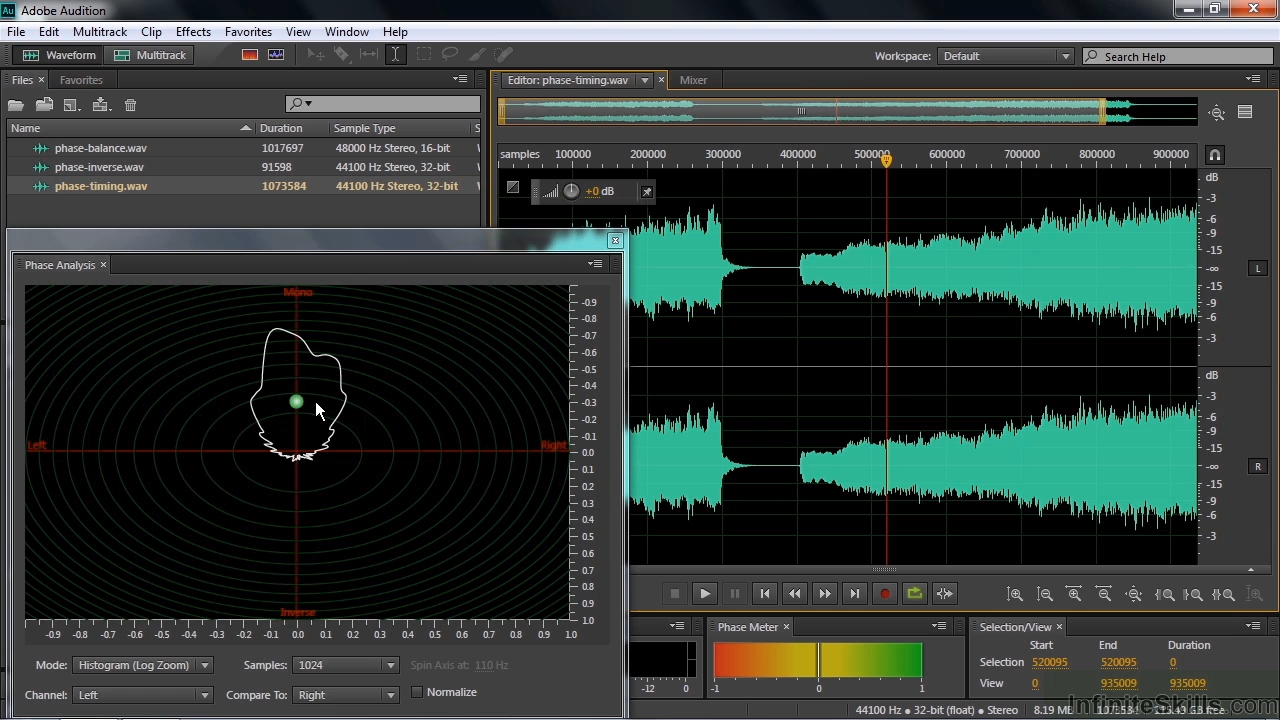 Au Adobe Audition
File Edit Multitrack Clip Effects Favorites View Window Help
Waveform Multitrack Workspace: Default Search Help
Files Favorites
Name Duration Sample Type
phase-balance.wav 1017697 48000 Hz Stereo, 16-bit
phase-inverse.wav 91598 44100 Hz Stereo, 32-bit
phase-timing.wav 1073584 44100 Hz Stereo, 32-bit
Editor: phase-timing.wav Mixer
samples 100000 200000 300000 400000 500000 600000 700000 800000 900000
+0 dB
dB
-3
-6
-9
-15
-∞
-15
-9
-6
-3
L
dB
-3
-6
-9
-15
-∞
-15
-9
-6
-3
R
Phase Analysis
Mono
Left
Right
Inverse
-0.9
-0.8
-0.7
-0.6
-0.5
-0.4
-0.3
-0.2
-0.1
0.0
0.1
0.2
0.3
0.4
0.5
0.6
0.7
0.8
0.9
1.0
-0.9 -0.8 -0.7 -0.6 -0.5 -0.4 -0.3 -0.2 -0.1 0.0 0.1 0.2 0.3 0.4 0.5 0.6 0.7 0.8 0.9 1.0
Mode: Histogram (Log Zoom) Samples: 1024 Spin Axis at: 110 Hz
Channel: Left Compare To: Right Normalize
-12 0
Phase Meter
-1 0 1
Selection/View
Start End Duration
Selection 520095 520095 0
View 0 935009 935009
44100 Hz • 32-bit (float) • Stereo 8.19 MB
InfiniteSkills.com